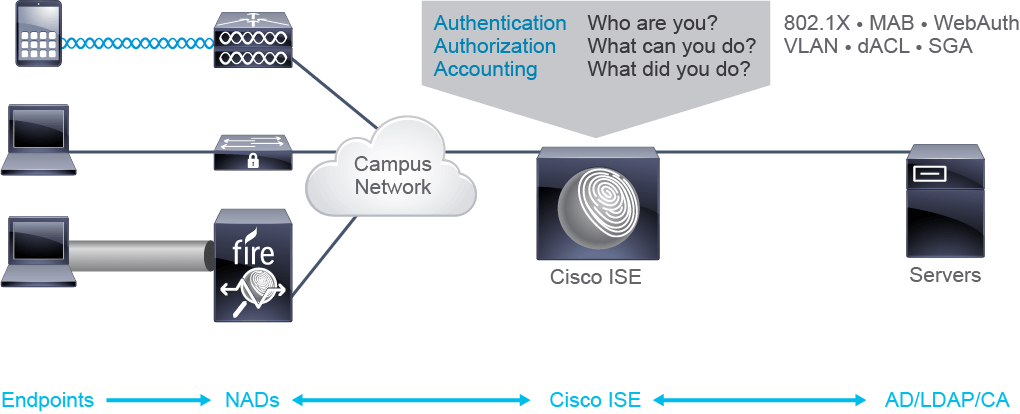 Authentication Who are you? 802.1X • MAB • WebAuth
Authorization What can you do? VLAN • dACL • SGA
Accounting What did you do?
Campus
Network
fire
Cisco ISE
Servers
Endpoints NADs Cisco ISE AD/LDAP/CA